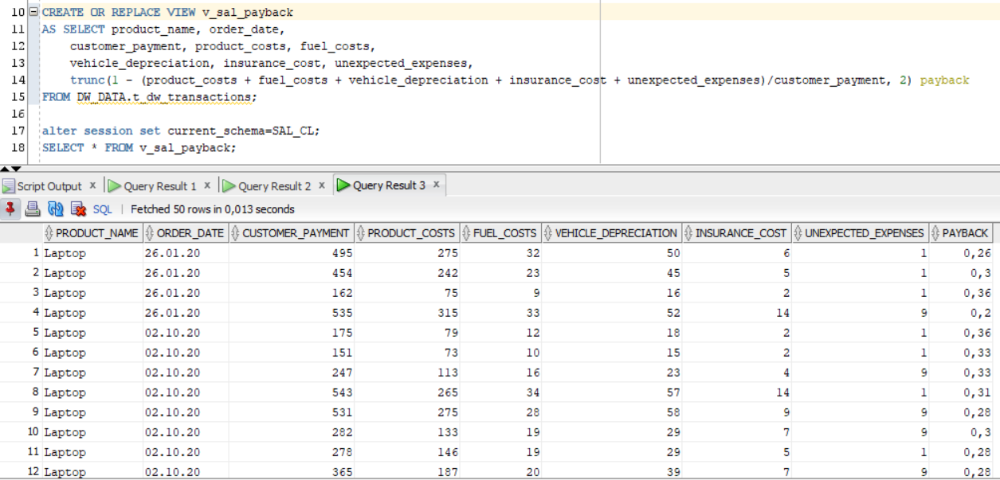 10 CREATE OR REPLACE VIEW v_sal_payback
11 AS SELECT product_name, order_date,
12 customer_payment, product_costs, fuel_costs,
13 vehicle_depreciation, insurance_cost, unexpected_expenses,
14 trunc(1 - (product_costs + fuel_costs + vehicle_depreciation + insurance_cost + unexpected_expenses)/customer_payment, 2) payback
15 FROM DW_DATA.t_dw_transactions;
16
17 alter session set current_schema=SAL_CL;
18 SELECT * FROM v_sal_payback;
Script Output x Query Result 1 x Query Result 2 x Query Result 3 x
SQL | Fetched 50 rows in 0,013 seconds
PRODUCT_NAME ORDER_DATE CUSTOMER_PAYMENT PRODUCT_COSTS FUEL_COSTS VEHICLE_DEPRECIATION INSURANCE_COST UNEXPECTED_EXPENSES PAYBACK
1 Laptop 26.01.20 495 275 32 50 6 1 0,26
2 Laptop 26.01.20 454 242 23 45 5 1 0,3
3 Laptop 26.01.20 162 75 9 16 2 1 0,36
4 Laptop 26.01.20 535 315 33 52 14 9 0,2
5 Laptop 02.10.20 175 79 12 18 2 1 0,36
6 Laptop 02.10.20 151 73 10 15 2 1 0,33
7 Laptop 02.10.20 247 113 16 23 4 9 0,33
8 Laptop 02.10.20 543 265 34 57 14 1 0,31
9 Laptop 02.10.20 531 275 28 58 9 9 0,28
10 Laptop 02.10.20 282 133 19 29 7 9 0,3
11 Laptop 02.10.20 278 146 19 29 5 1 0,28
12 Laptop 02.10.20 365 187 20 39 7 9 0,28